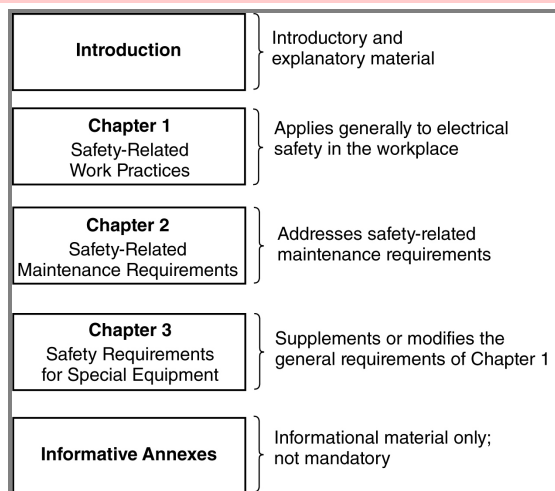 Introduction
Introductory and
explanatory material
Chapter 1
Safety-Related
Work Practices
Applies generally to electrical
safety in the workplace
Chapter 2
Safety-Related
Maintenance Requirements
Addresses safety-related
maintenance requirements
Chapter 3
Safety Requirements
for Special Equipment
Supplements or modifies the
general requirements of Chapter 1
Informative Annexes
Informational material only;
not mandatory